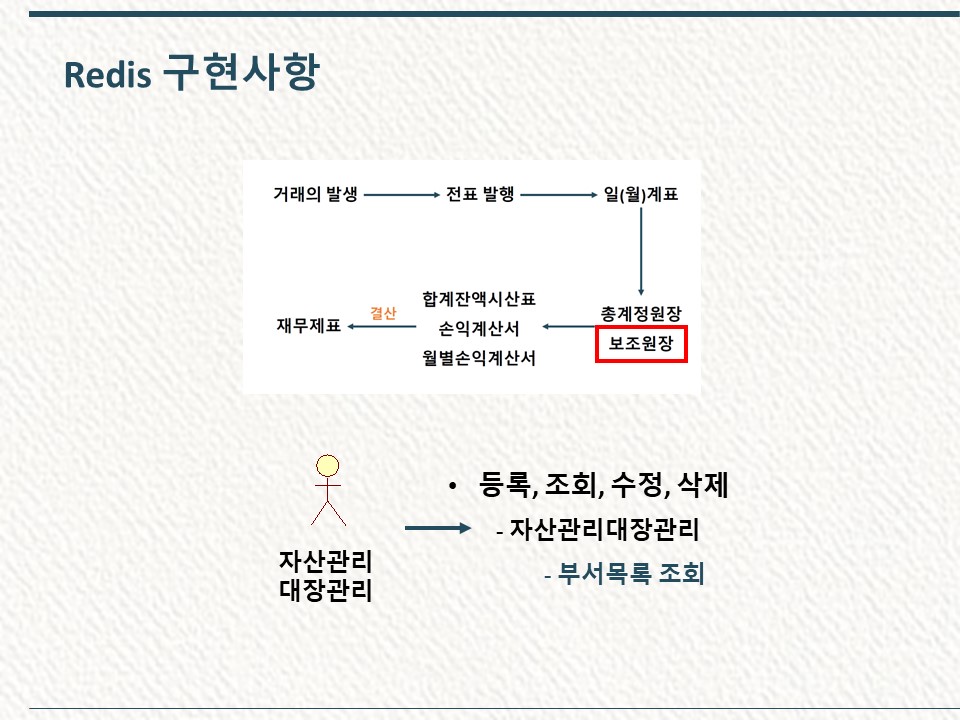 Redis 구현사항
거래의 발생
전표 발행
일(월)계표
총계정원장
보조원장
합계잔액시산표
손익계산서
월별손익계산서
결산
재무제표
자산관리
대장관리
• 등록, 조회, 수정, 삭제
- 자산관리대장관리
- 부서목록 조회